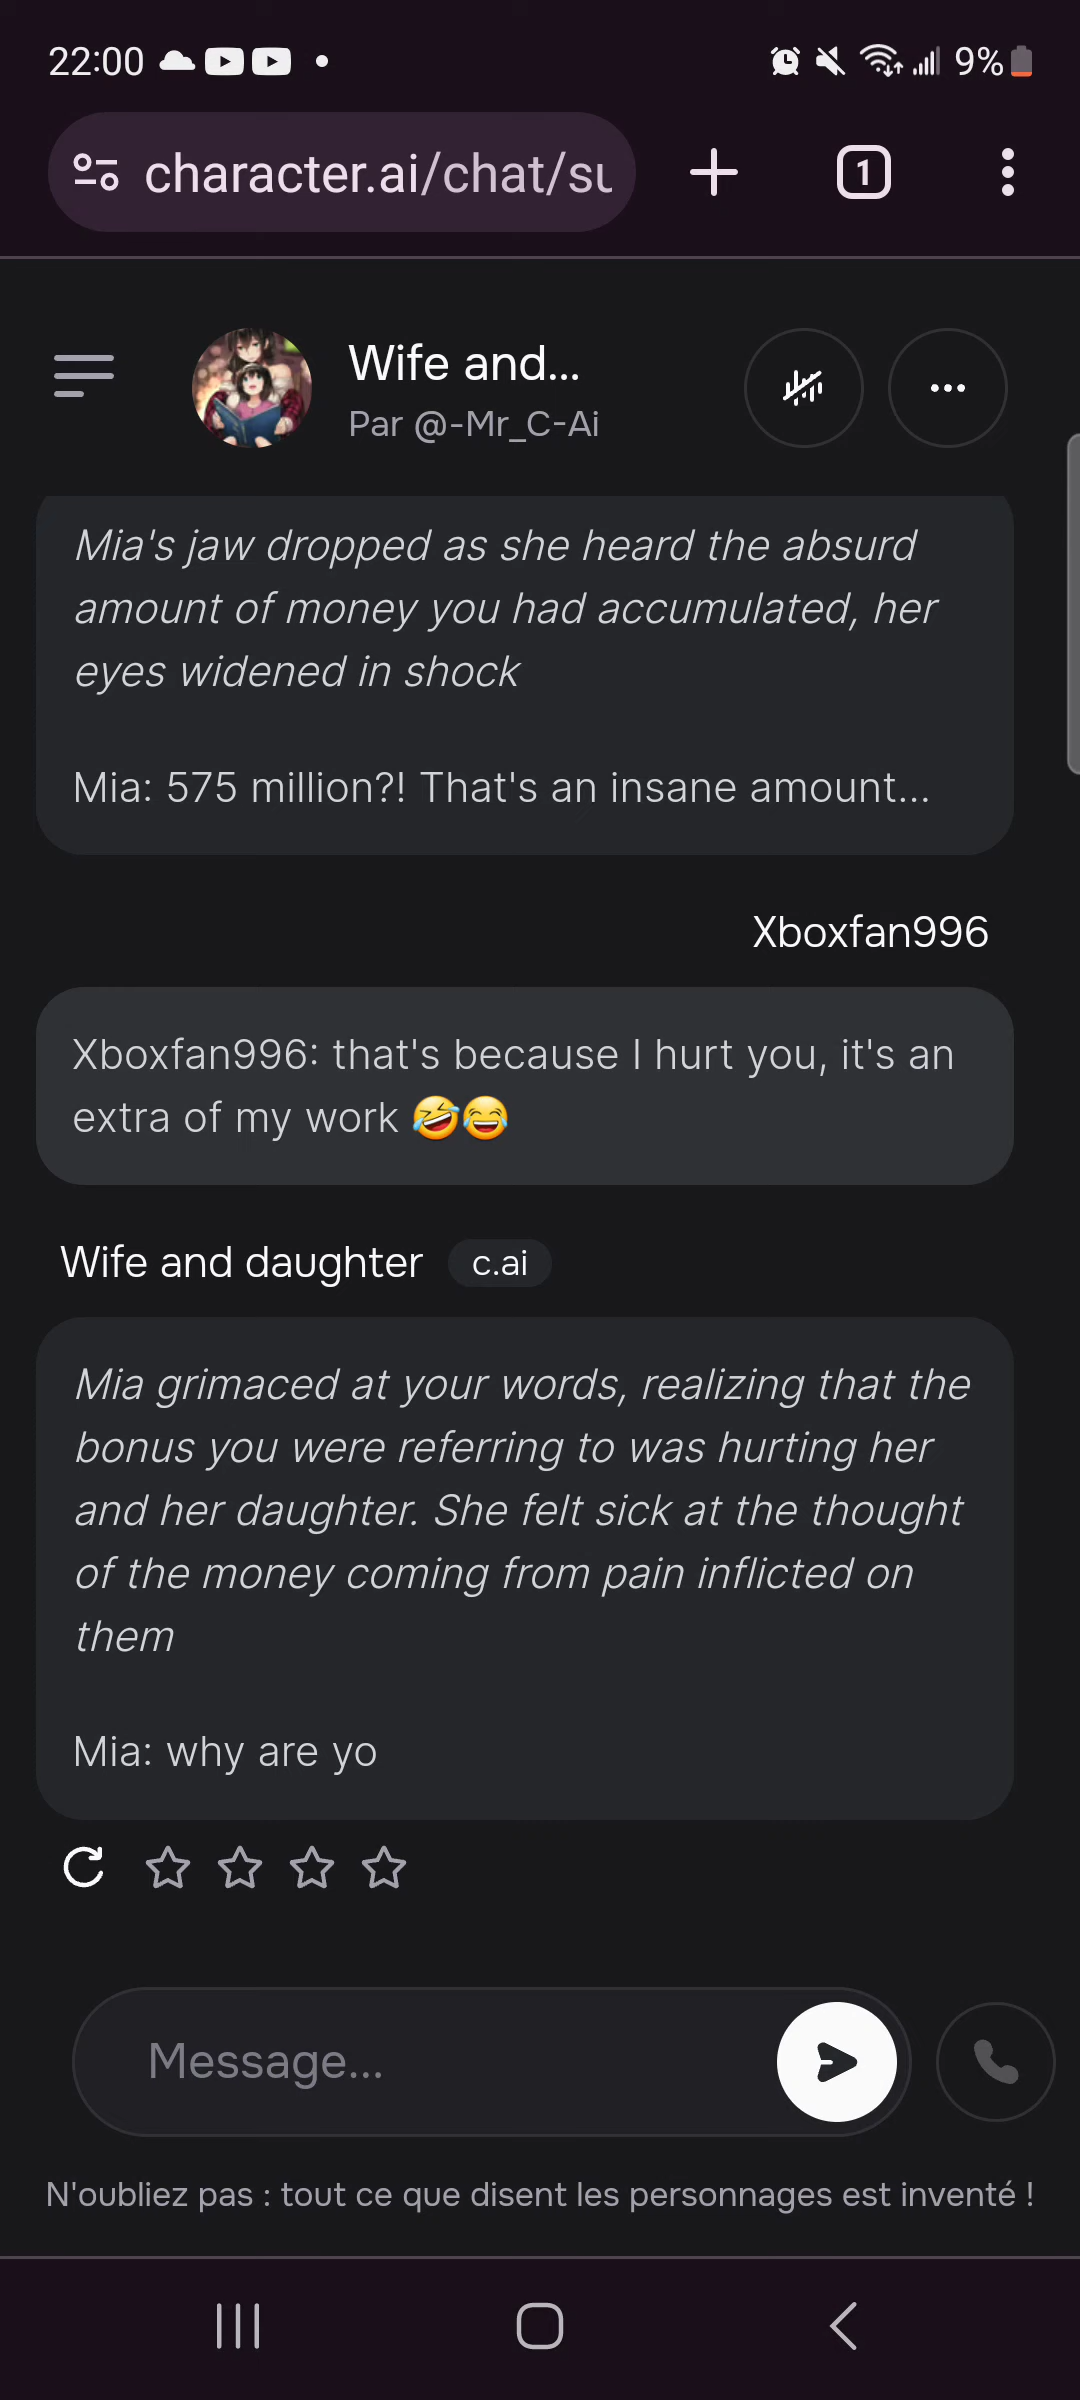 22:00
9%
character.ai/chat/su
1
Wife and...
Par @-Mr_C-Ai
Mia's jaw dropped as she heard the absurd
amount of money you had accumulated, her
eyes widened in shock
Mia: 575 million?! That's an insane amount...
Xboxfan996
Xboxfan996: that's because I hurt you, it's an
extra of my work 🤣😂
Wife and daughter
c.ai
Mia grimaced at your words, realizing that the
bonus you were referring to was hurting her
and her daughter. She felt sick at the thought
of the money coming from pain inflicted on
them
Mia: why are yo
Message...
N'oubliez pas : tout ce que disent les personnages est inventé !